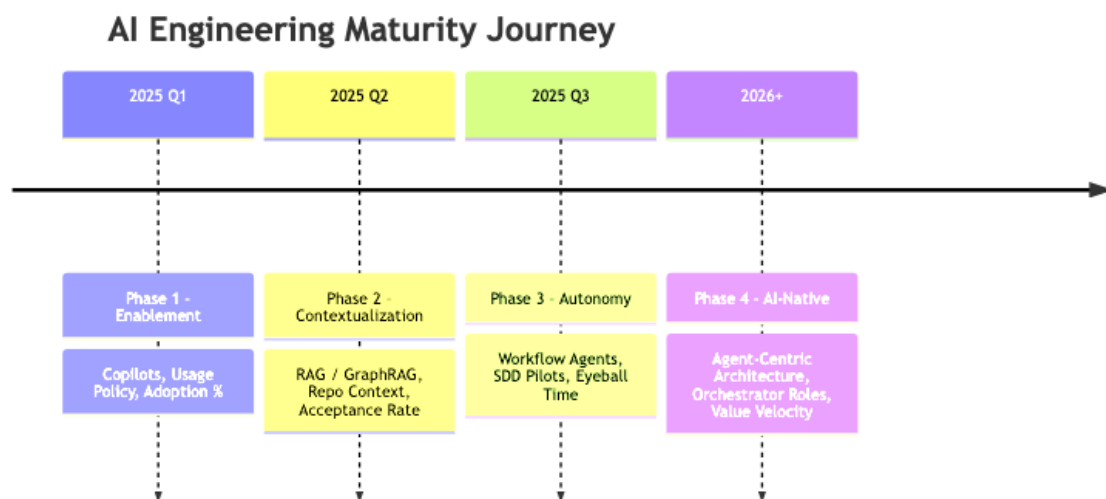 AI Engineering Maturity Journey
2025 Q1
2025 Q2
2025 Q3
2026+
Phase 1 -
Enablement
Copilots, Usage
Policy, Adoption %
Phase 2 -
Contextualization
RAG / GraphRAG,
Repo Context,
Acceptance Rate
Phase 3 - Autonomy
Workflow Agents,
SDD Pilots, Eyeball
Time
Phase 4 - AI-Native
Agent-Centric
Architecture,
Orchestrator Roles,
Value Velocity